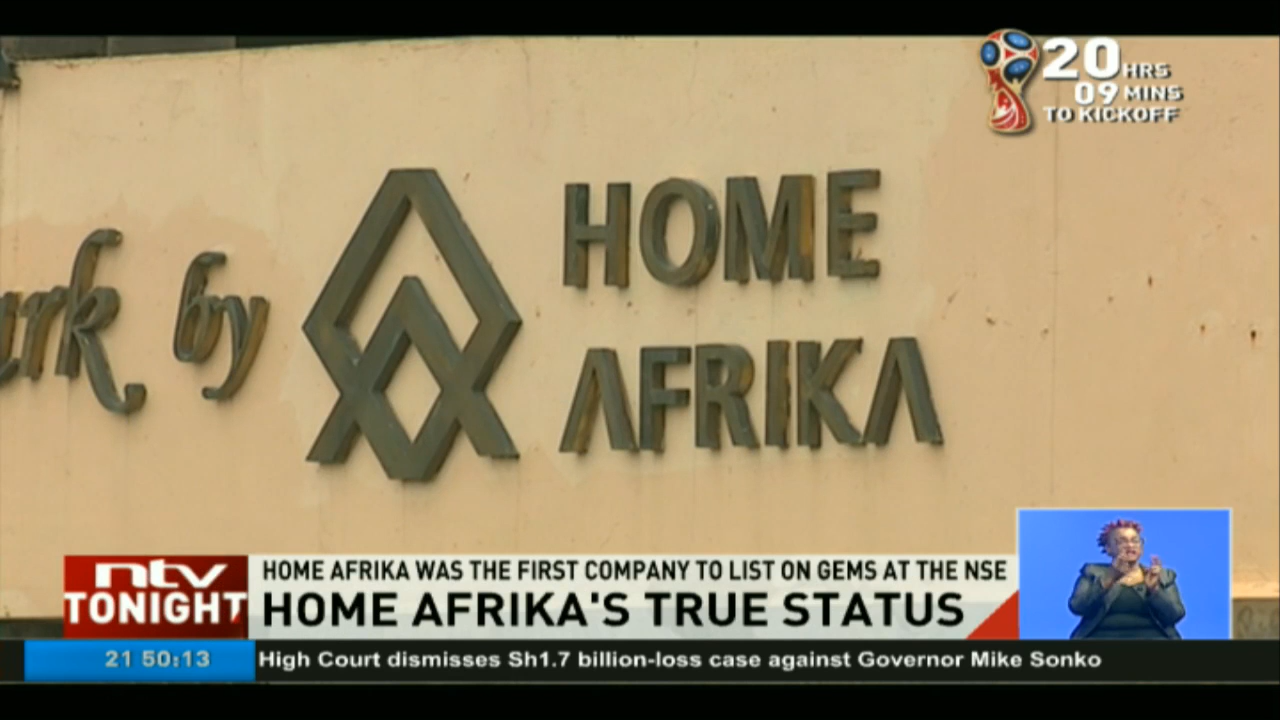 20 HRS
09 MINS
TO KICKOFF
by
HOME
AFRIKA
ntv
TONIGHT
HOME AFRIKA WAS THE FIRST COMPANY TO LIST ON GEMS AT THE NSE
HOME AFRIKA'S TRUE STATUS
21 50:13
High Court dismisses Sh1.7 billion-loss case against Governor Mike Sonko